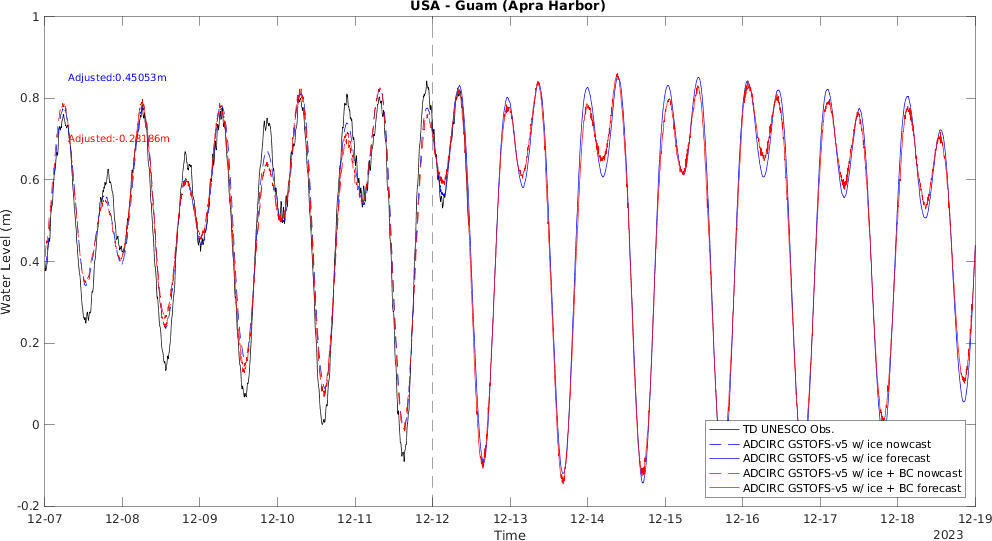 USA - Guam (Apra Harbor)
1
0.8
0.6
0.4
0.2
0
-0.2
Water Level (m)
Adjusted:0.45053m
Adjusted:-0.28186m
TD UNESCO Obs.
ADCIRC GSTOFS-v5 w/ ice nowcast
ADCIRC GSTOFS-v5 w/ ice forecast
ADCIRC GSTOFS-v5 w/ ice + BC nowcast
ADCIRC GSTOFS-v5 w/ ice + BC forecast
12-07 12-08 12-09 12-10 12-11 12-12 12-13 12-14 12-15 12-16 12-17 12-18 12-19
Time
2023